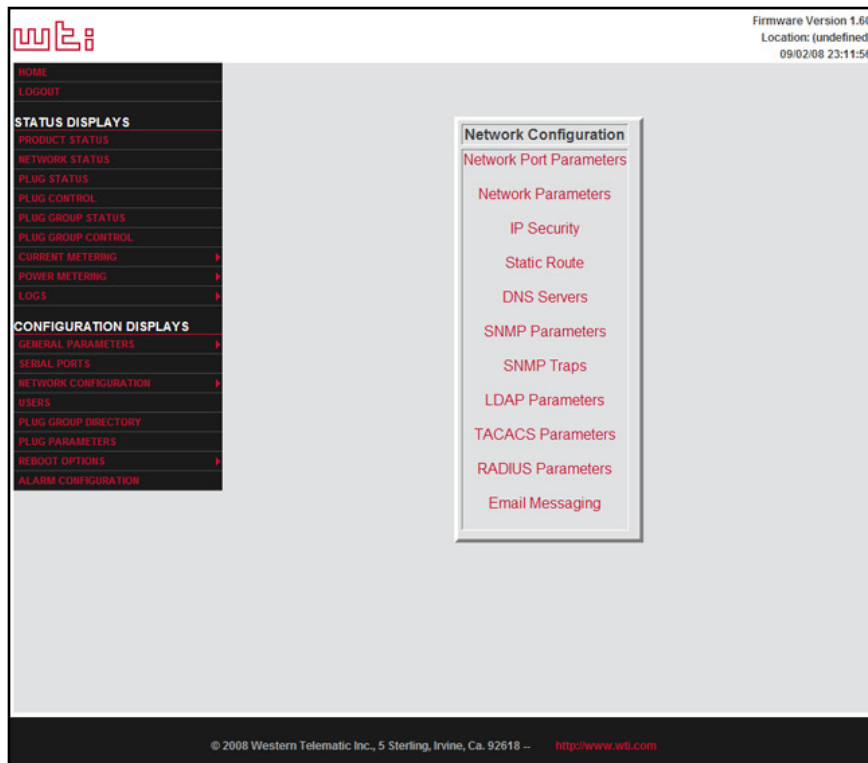 wti
Firmware Version 1.60
Location: (undefined
09/02/08 23:11:56
HOME
LOGOUT
STATUS DISPLAYS
PRODUCT STATUS
NETWORK STATUS
PLUG STATUS
PLUG CONTROL
PLUG GROUP STATUS
PLUG GROUP CONTROL
CURRENT METERING
POWER METERING
LOGS
CONFIGURATION DISPLAYS
GENERAL PARAMETERS
SERIAL PORTS
NETWORK CONFIGURATION
USERS
PLUG GROUP DIRECTORY
PLUG PARAMETERS
REBOOT OPTIONS
ALARM CONFIGURATION
Network Configuration
Network Port Parameters
Network Parameters
IP Security
Static Route
DNS Servers
SNMP Parameters
SNMP Traps
LDAP Parameters
TACACS Parameters
RADIUS Parameters
Email Messaging
© 2008 Western Telematic Inc., 5 Sterling, Irvine, Ca. 92618 -- http://www.wti.com